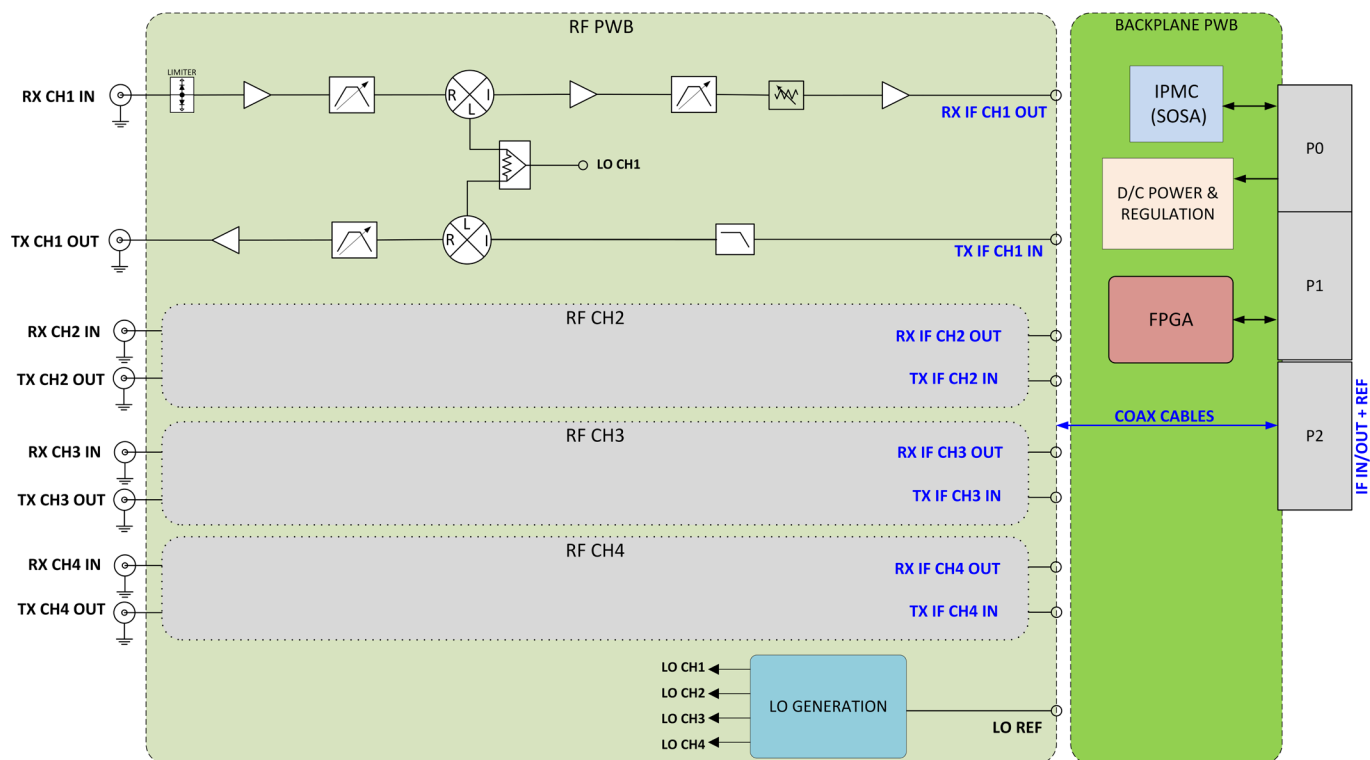 RF PWB
BACKPLANE PWB
LIMITER
RX CH1 IN
R
I
L
RX IF CH1 OUT
LO CH1
TX CH1 OUT
L
R
I
TX IF CH1 IN
IPMC
(SOSA)
P0
D/C POWER &
REGULATION
P1
FPGA
RF CH2
RX CH2 IN
RX IF CH2 OUT
TX CH2 OUT
TX IF CH2 IN
COAX CABLES
P2
IF IN/OUT + REF
RF CH3
RX CH3 IN
RX IF CH3 OUT
TX CH3 OUT
TX IF CH3 IN
RF CH4
RX CH4 IN
RX IF CH4 OUT
TX CH4 OUT
TX IF CH4 IN
LO CH1
LO CH2
LO CH3
LO CH4
LO GENERATION
LO REF